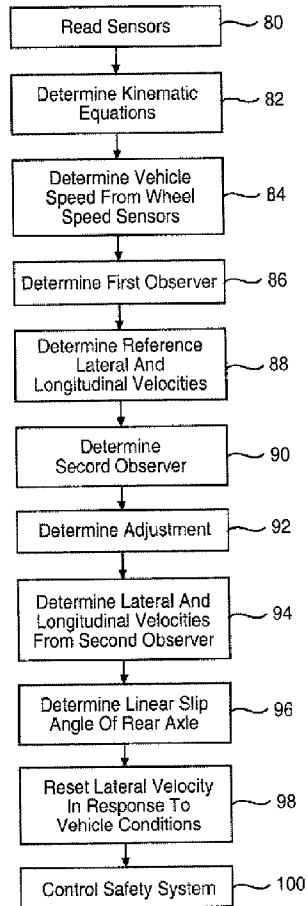 Read Sensors
80
Determine Kinematic
Equations
82
Determine Vehicle
Speed From Wheel
Speed Sensors
84
Determine First Observer
86
Determine Reference
Lateral And
Longitudinal Velocities
88
Determine
Secord Observer
90
Determine Adjustment
92
Determine Lateral And
Longitudinal Velocities
From Second Observer
94
Determine Linear Slip
Angle Of Rear Axle
96
Reset Lateral Velocity
In Response To
Vehicle Conditions
98
Control Safety System
100